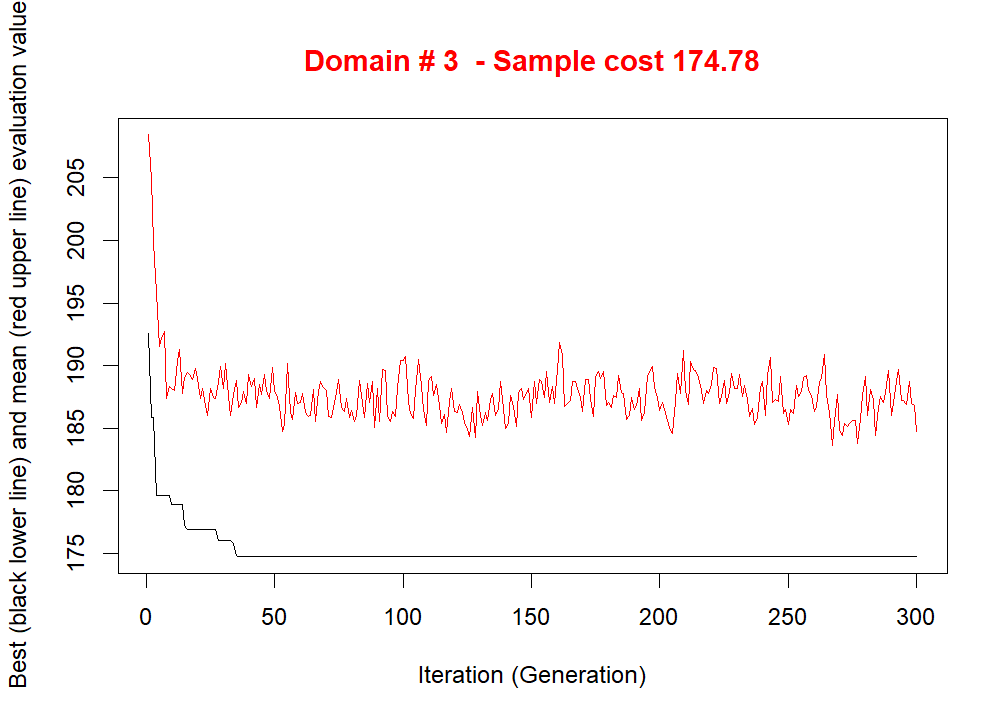 Domain # 3  - Sample cost 174.78
Best (black lower line) and mean (red upper line) evaluation value
205
200
195
190
185
180
175
0 50 100 150 200 250 300
Iteration (Generation)